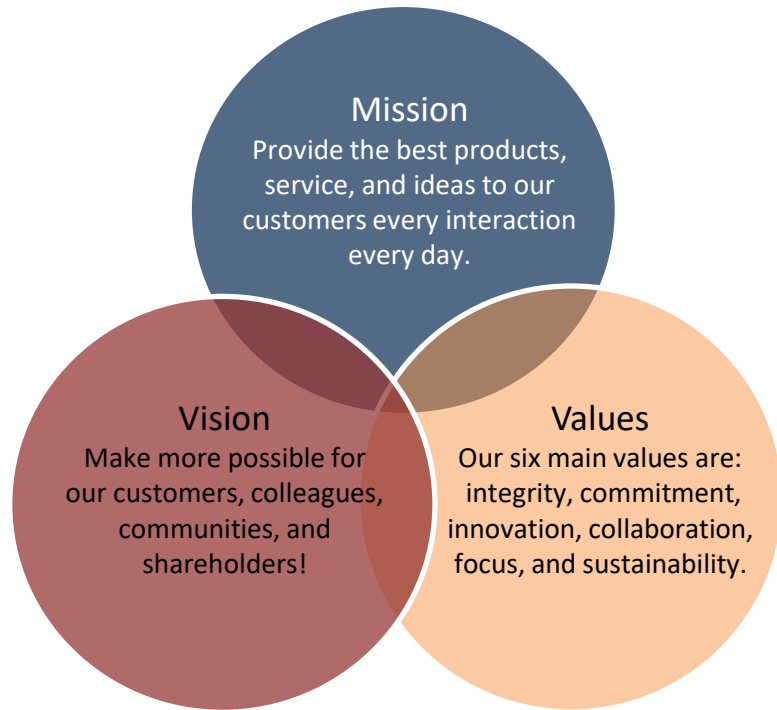 Mission
Provide the best products,
service, and ideas to our
customers every interaction
every day.
Vision
Make more possible for
our customers, colleagues,
communities, and
shareholders!
Values
Our six main values are:
integrity, commitment,
innovation, collaboration,
focus, and sustainability.